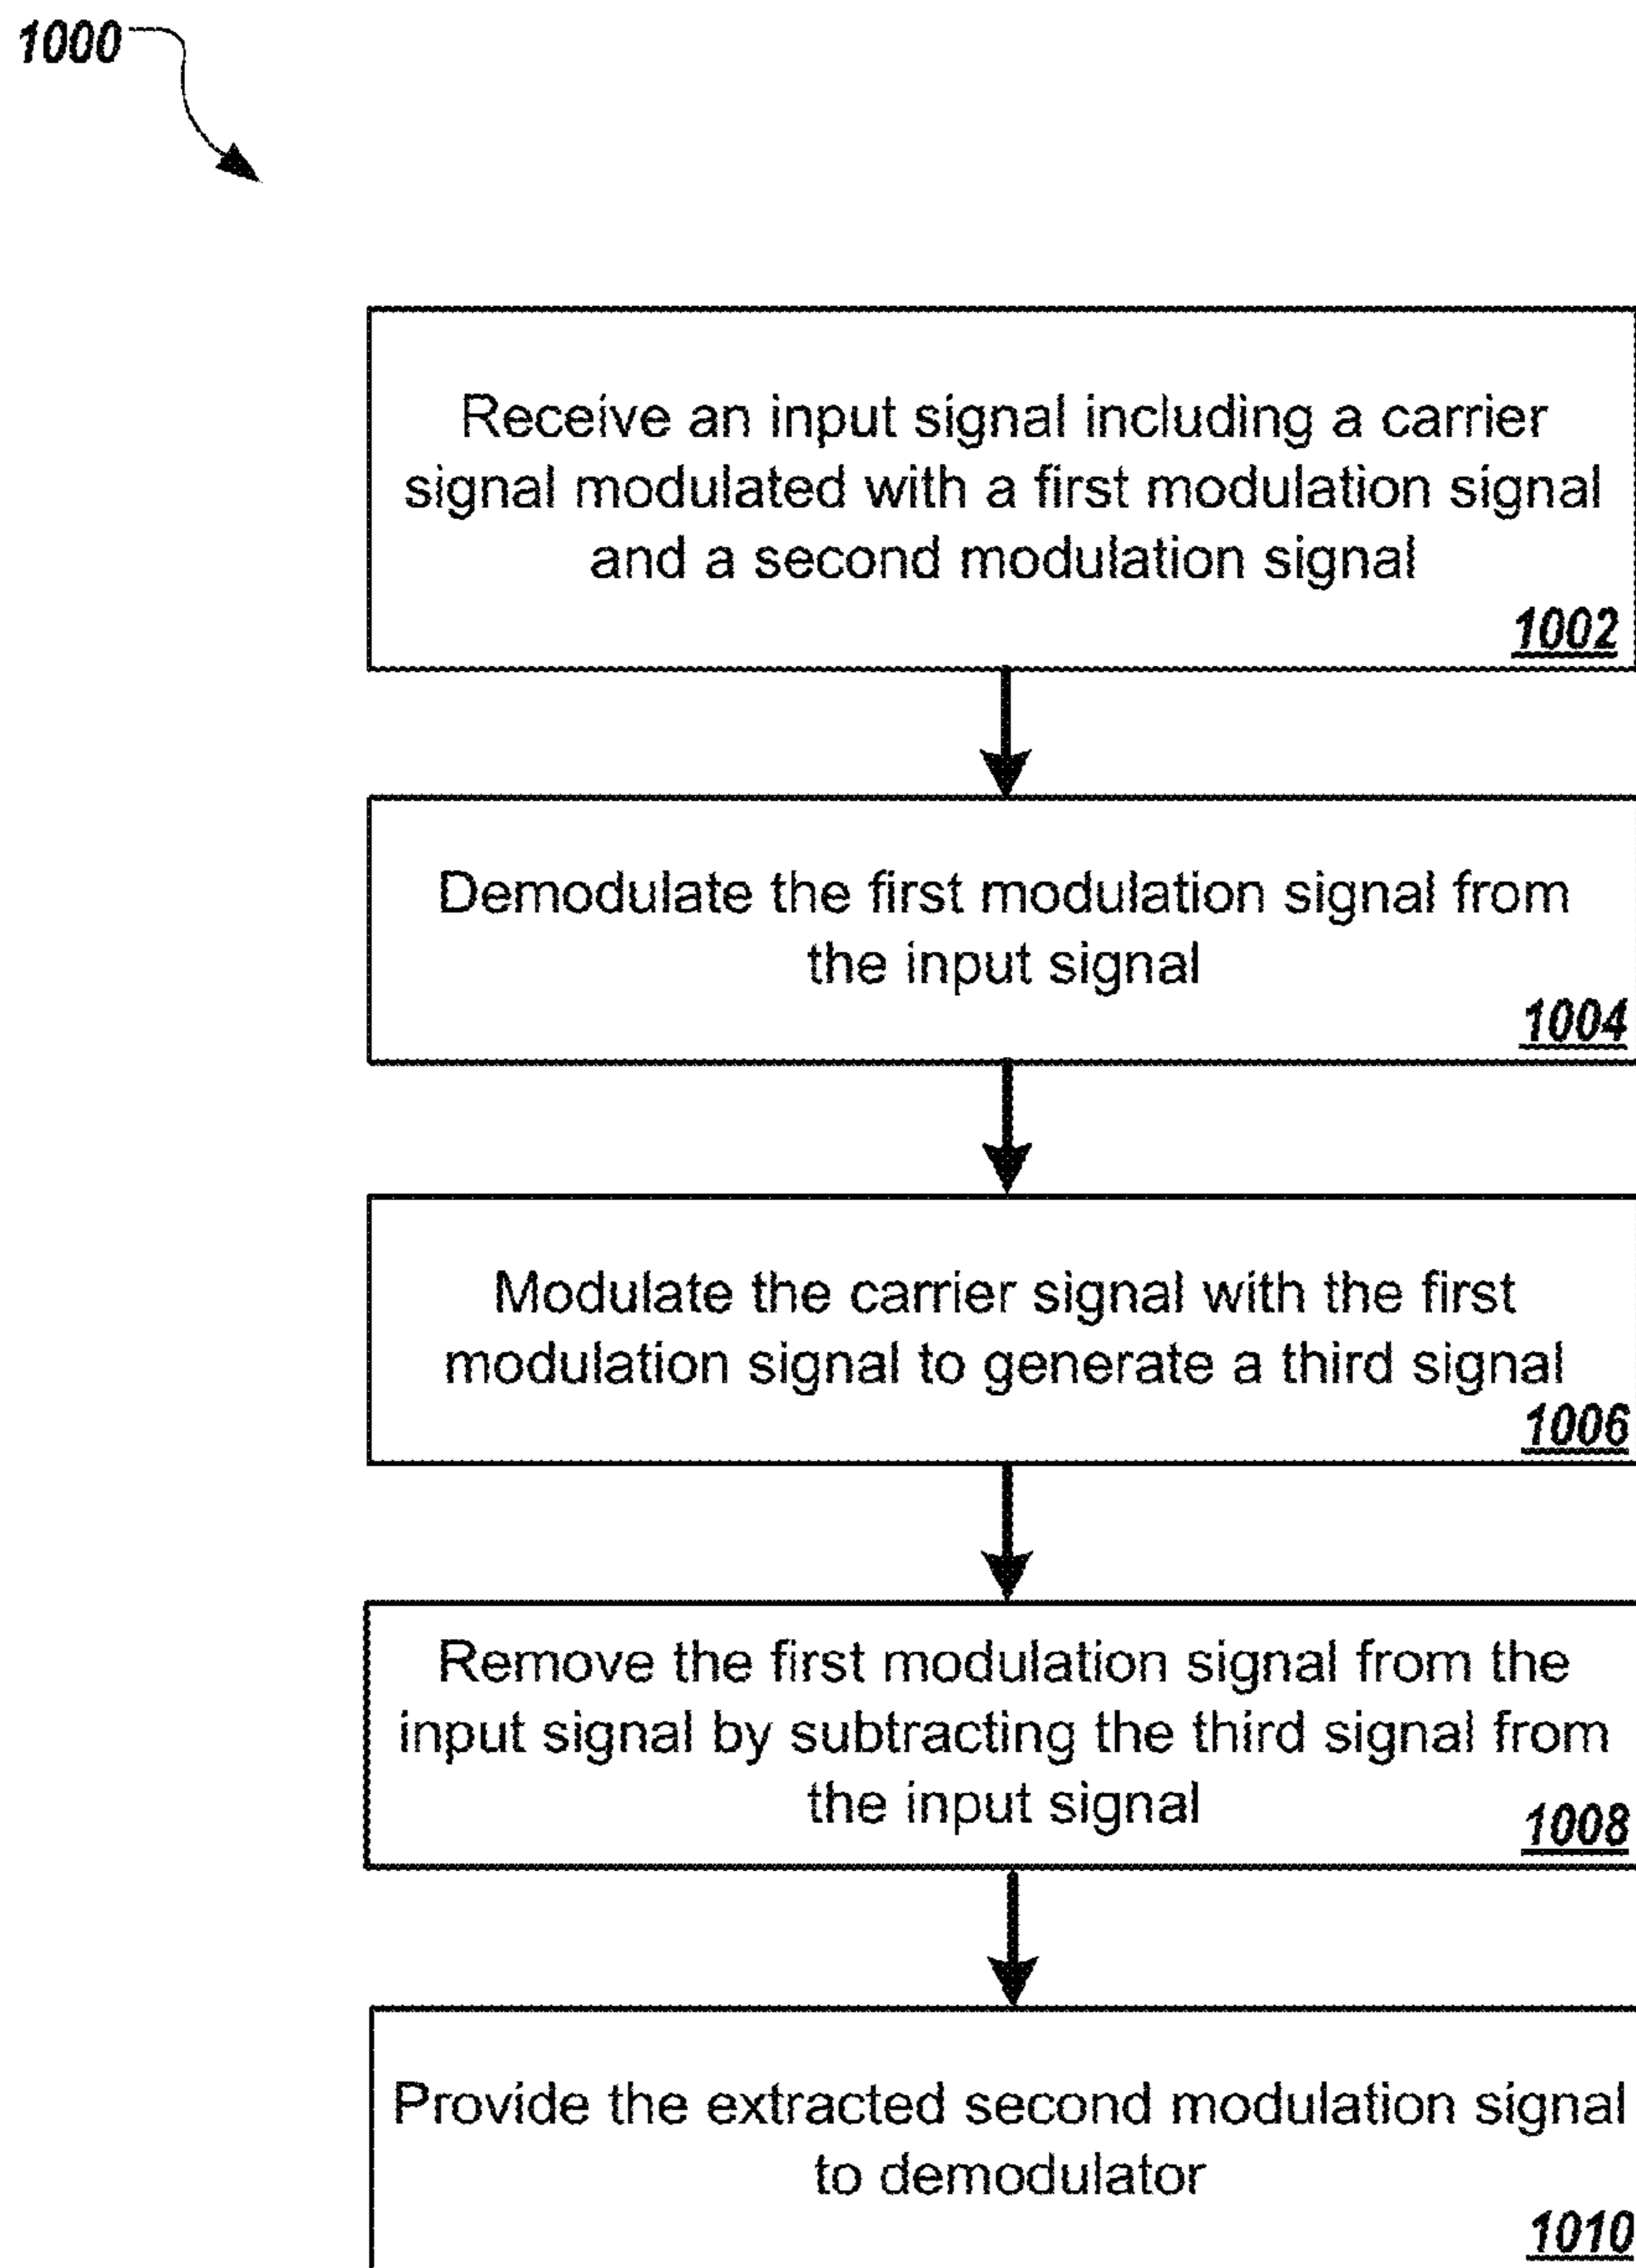 1000
Receive an input signal including a carrier
signal modulated with a first modulation signal
and a second modulation signal
1002
Demodulate the first modulation signal from
the input signal
1004
Modulate the carrier signal with the first
modulation signal to generate a third signal
1006
Remove the first modulation signal from the
input signal by subtracting the third signal from
the input signal
1008
Provide the extracted second modulation signal
to demodulator
1010